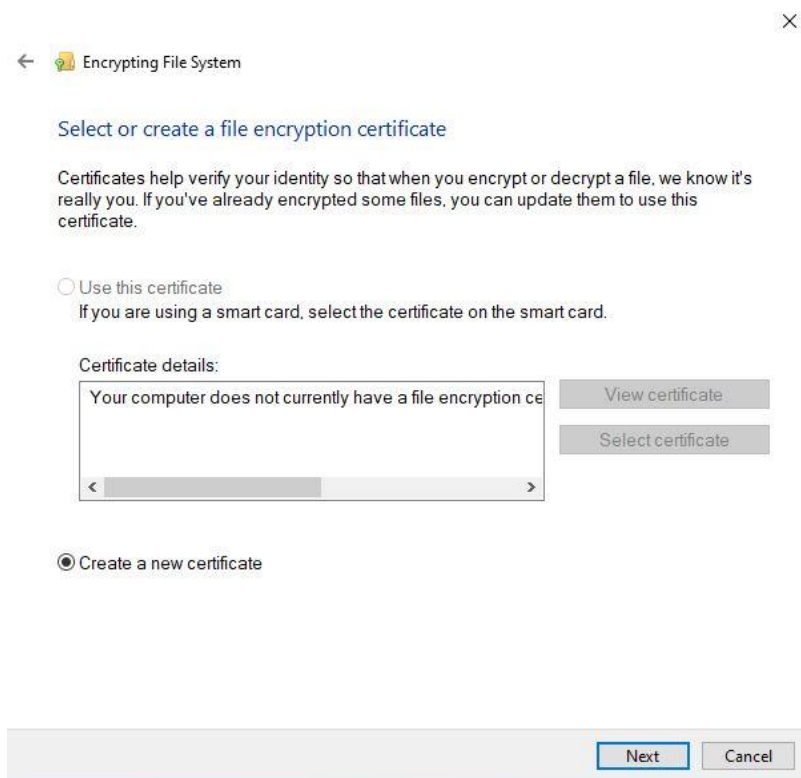 Encrypting File System
Select or create a file encryption certificate
Certificates help verify your identity so that when you encrypt or decrypt a file, we know it's
really you. If you've already encrypted some files, you can update them to use this
certificate.
Use this certificate
If you are using a smart card, select the certificate on the smart card.
Certificate details:
Your computer does not currently have a file encryption ce
View certificate
Select certificate
Create a new certificate
Next
Cancel